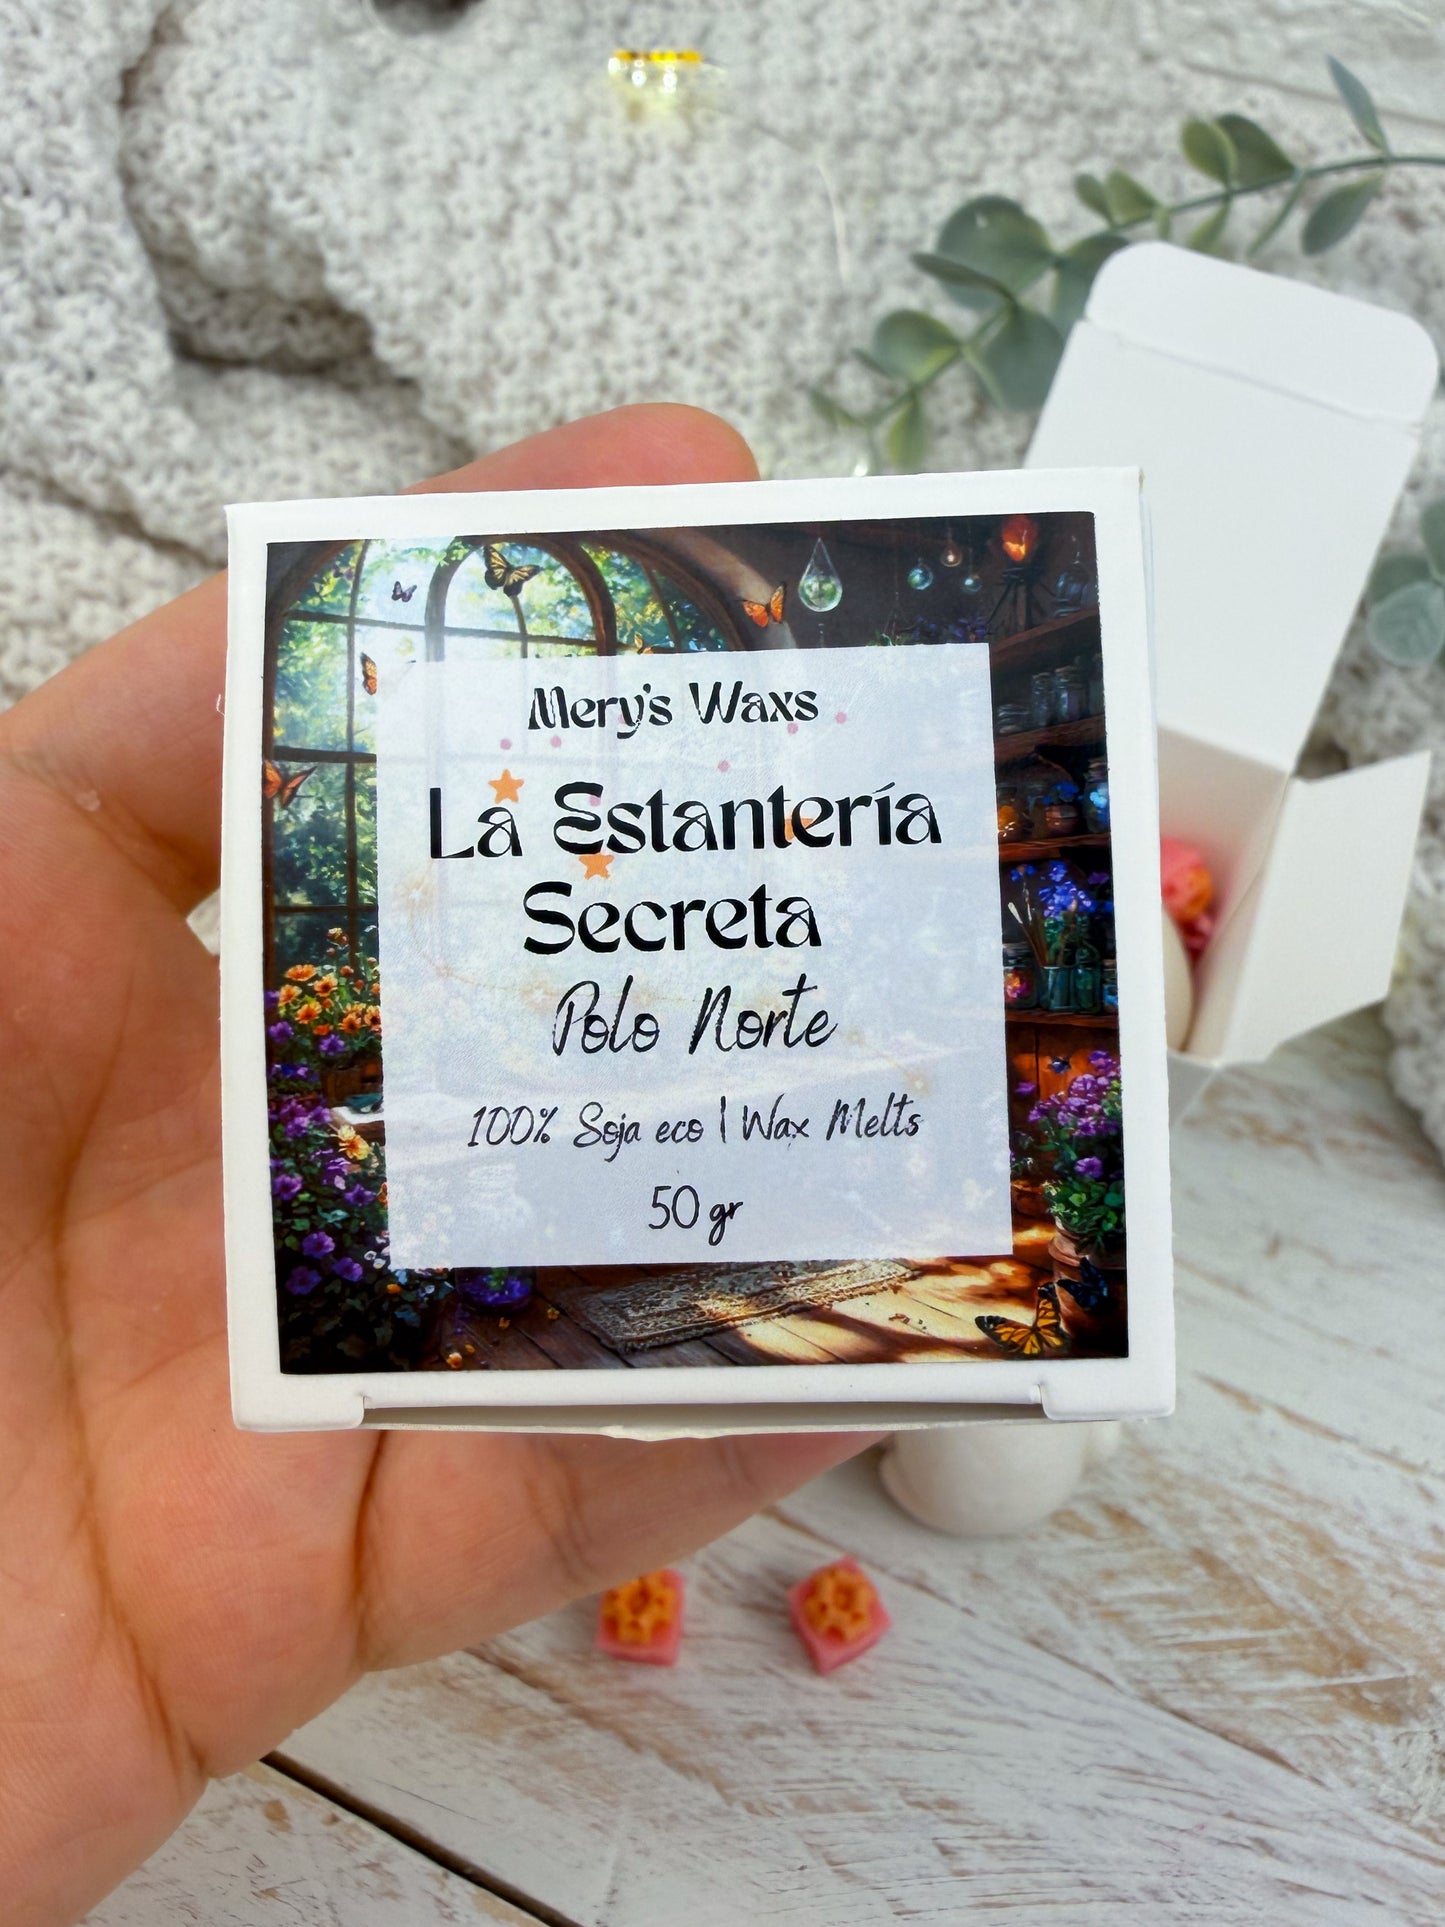 Mery's Waxs
La Estantería
Secreta
Polo Norte
100% Soja eco | Wax Melts
50 gr